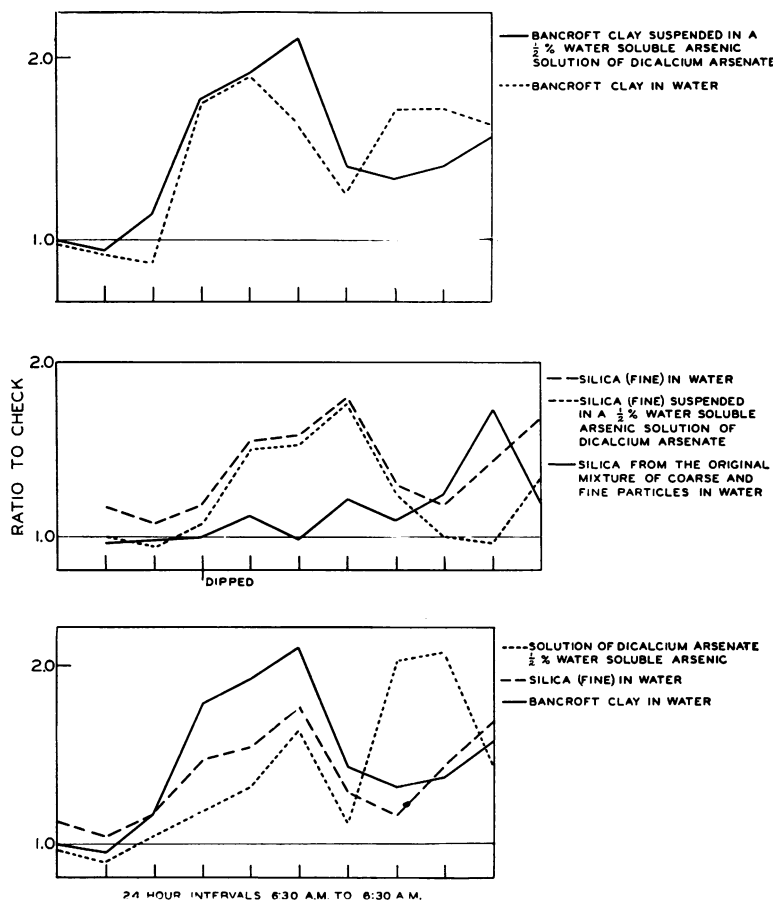 BANCROFT CLAY SUSPENDED IN A
½% WATER SOLUBLE ARSENIC
SOLUTION OF DICALCIUM ARSENATE
BANCROFT CLAY IN WATER
2.0
1.0
RATIO TO CHECK
2.0
1.0
SILICA (FINE) IN WATER
SILICA (FINE) SUSPENDED
IN A ½% WATER SOLUBLE
ARSENIC SOLUTION OF
DICALCIUM ARSENATE
SILICA FROM THE ORIGINAL
MIXTURE OF COARSE AND
FINE PARTICLES IN WATER
DIPPED
2.0
1.0
SOLUTION OF DICALCIUM ARSENATE
½% WATER SOLUBLE ARSENIC
SILICA (FINE) IN WATER
BANCROFT CLAY IN WATER
24 HOUR INTERVALS 6:30 A.M. TO 6:30 A.M.